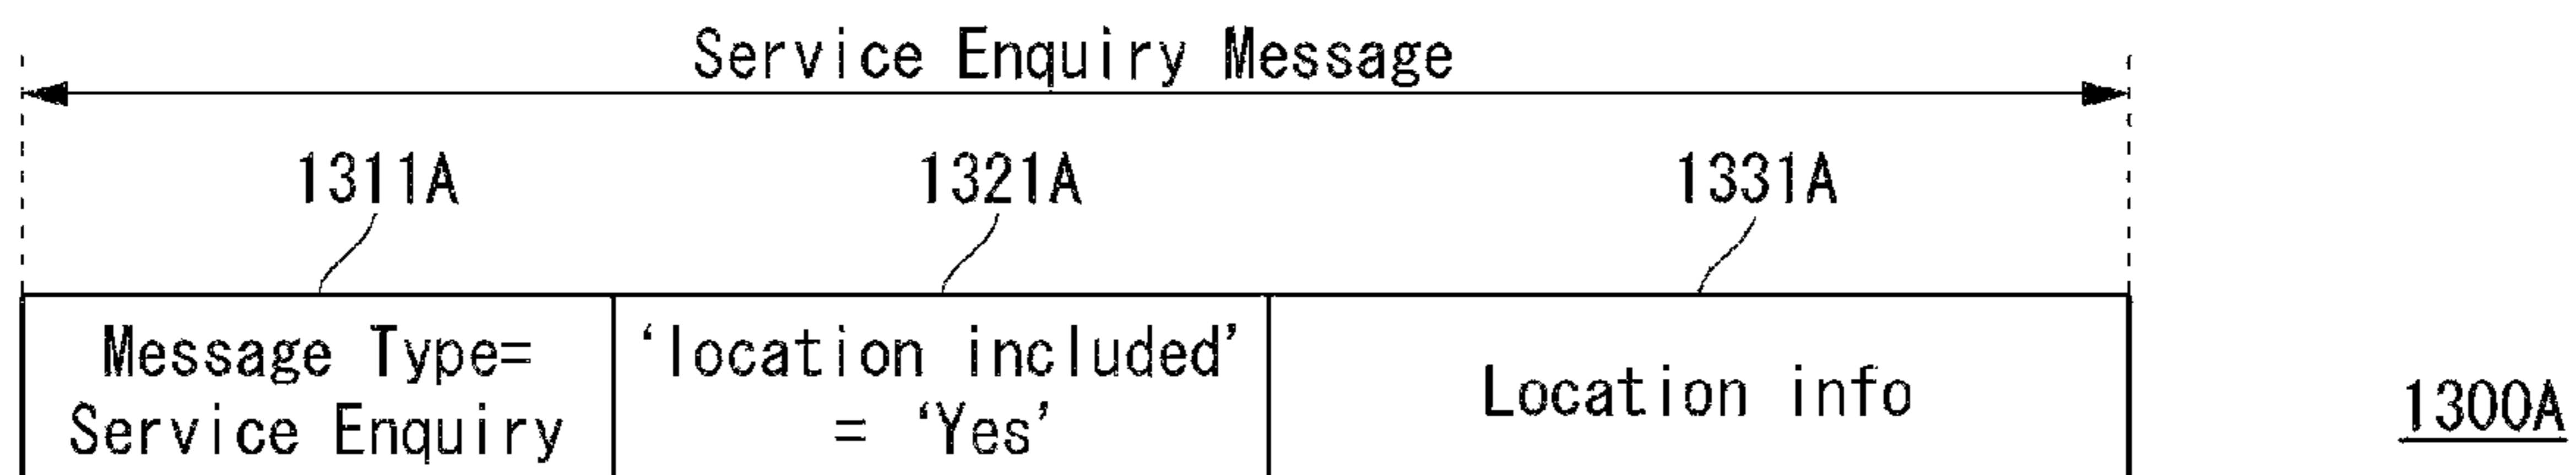 Service Enquiry Message
1311A 1321A 1331A
Message Type=
Service Enquiry
‘location included’
= ‘Yes’
Location info
1300A